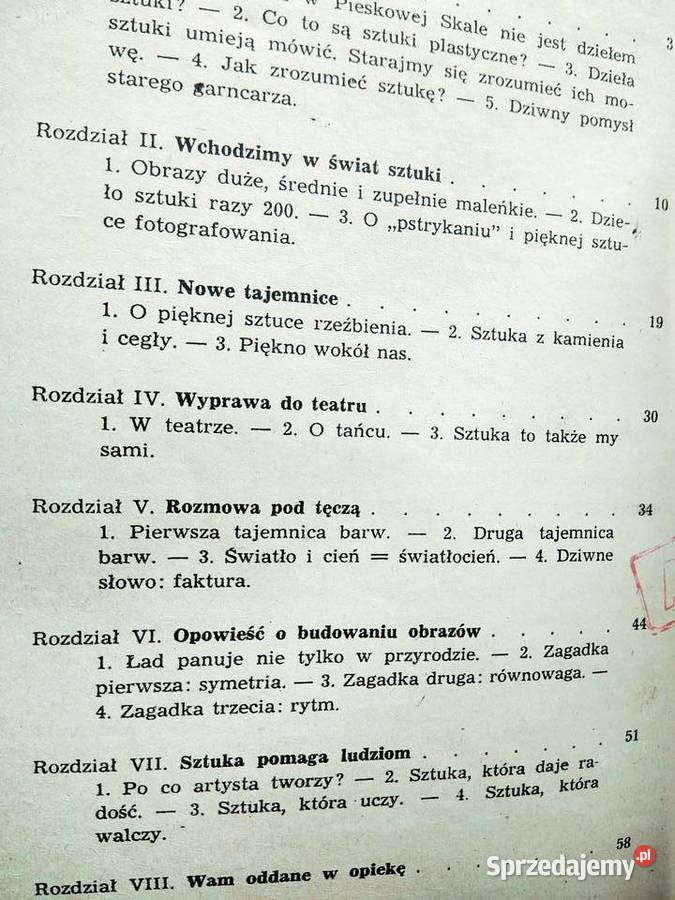 sztuki? — 2. w Pieskowej Skale nie jest dziełem
sztuki? — 2. Co to są sztuki plastyczne? — 3. Dzieła 3
sztuki umieją mówić. Starajmy się zrozumieć ich mo-
wę. — 4. Jak zrozumieć sztukę? — 5. Dziwny pomysł
starego garncarza.
Rozdział II. Wchodzimy w świat sztuki . . . . . . . 10
1. Obrazy duże, średnie i zupełnie maleńkie. — 2. Dzie-
ło sztuki razy 200. — 3. O „pstrykaniu” i pięknej sztu-
ce fotografowania.
Rozdział III. Nowe tajemnice . . . . . . . . . . 19
1. O pięknej sztuce rzeźbienia. — 2. Sztuka z kamienia
i cegły. — 3. Piękno wokół nas.
Rozdział IV. Wyprawa do teatru . . . . . . . . . 30
1. W teatrze. — 2. O tańcu. — 3. Sztuka to także my
sami.
Rozdział V. Rozmowa pod tęczą . . . . . . . . . 34
1. Pierwsza tajemnica barw. — 2. Druga tajemnica
barw. — 3. Światło i cień = światłocień. — 4. Dziwne
słowo: faktura.
Rozdział VI. Opowieść o budowaniu obrazów . . . . . 44
1. Ład panuje nie tylko w przyrodzie. — 2. Zagadka
pierwsza: symetria. — 3. Zagadka druga: równowaga. —
4. Zagadka trzecia: rytm.
Rozdział VII. Sztuka pomaga ludziom . . . . . . . 51
1. Po co artysta tworzy? — 2. Sztuka, która daje ra-
dość. — 3. Sztuka, która uczy. — 4. Sztuka, która
walczy.
Rozdział VIII. Wam oddane w opiekę . . . . . . . 58
Sprzedajemy.pl